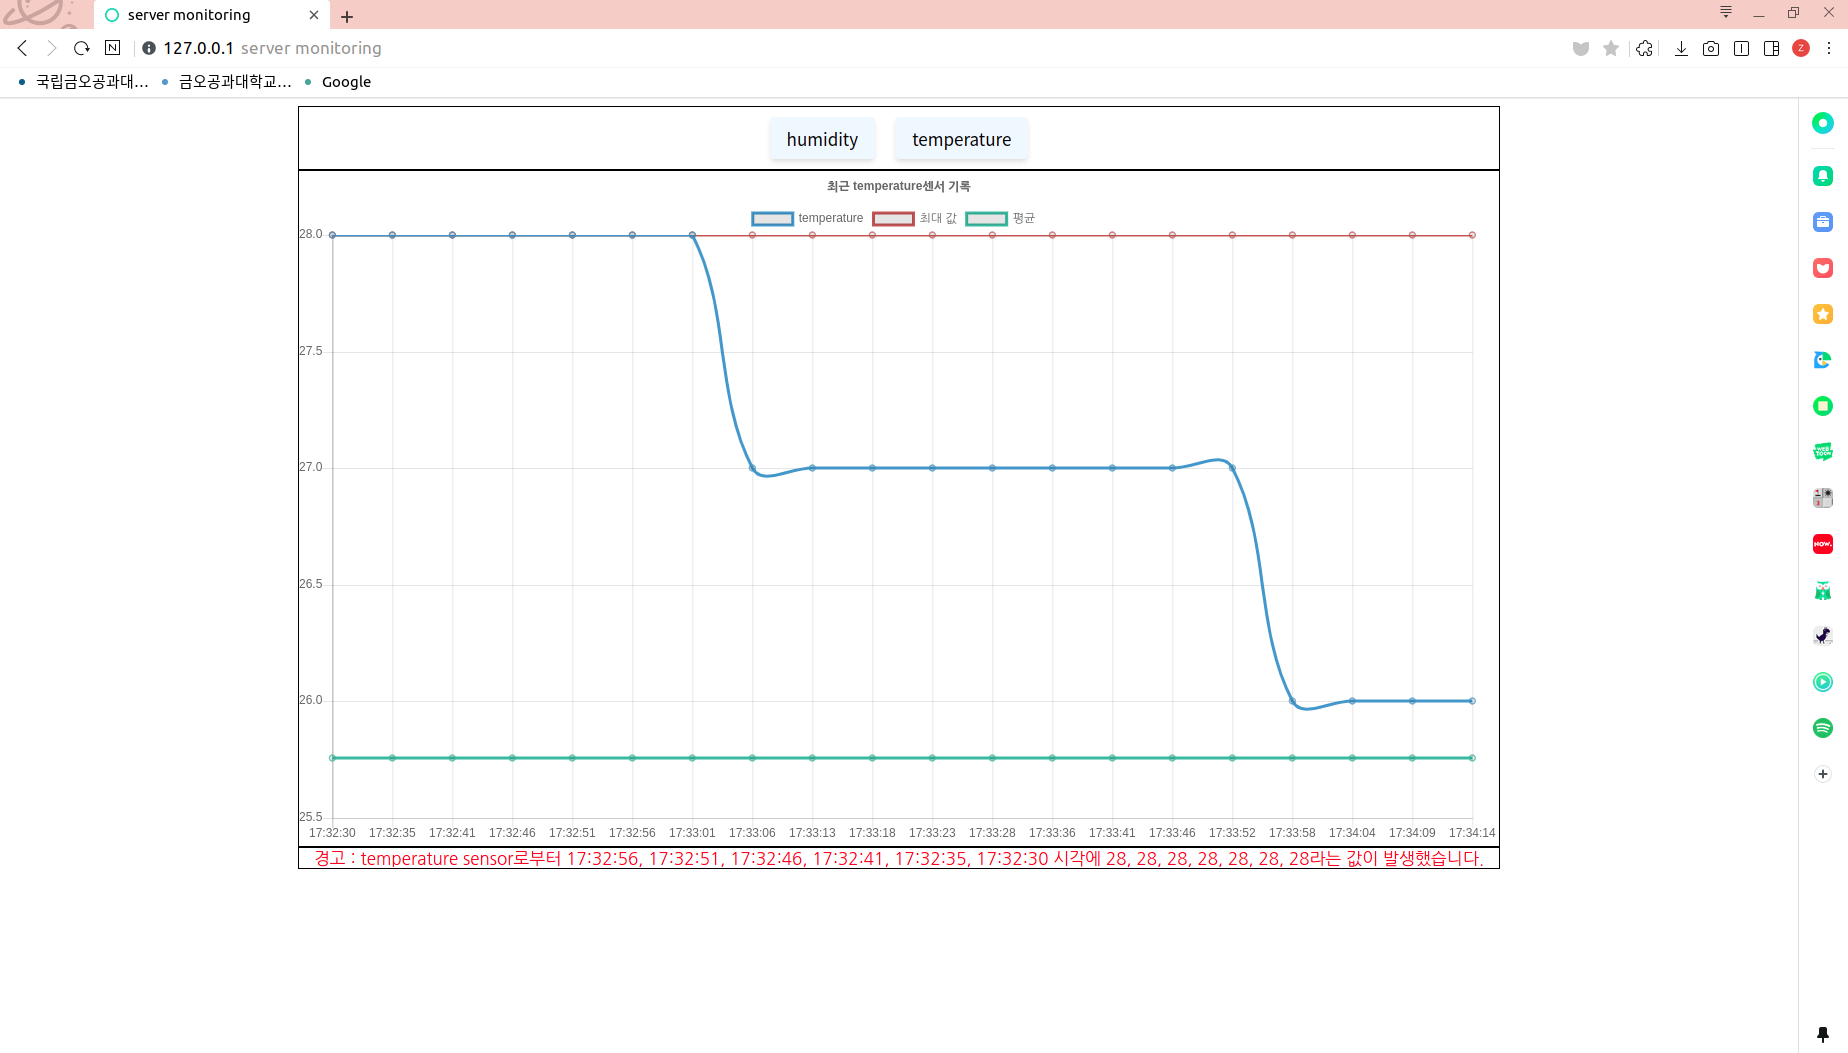 server monitoring
127.0.0.1 server monitoring
국립금오공과대... 금오공과대학교... Google
humidity temperature
최근 temperature센서 기록
temperature 최대 값 평균
28.0
27.5
27.0
26.5
26.0
25.5
17:32:30 17:32:35 17:32:41 17:32:46 17:32:51 17:32:56 17:33:01 17:33:06 17:33:13 17:33:18 17:33:23 17:33:28 17:33:36 17:33:41 17:33:46 17:33:52 17:33:58 17:34:04 17:34:09 17:34:14
경고 : temperature sensor로부터 17:32:56, 17:32:51, 17:32:46, 17:32:41, 17:32:35, 17:32:30 시각에 28, 28, 28, 28, 28, 28, 28라는 값이 발생했습니다.
N
Z
WEB TOON
NOW.